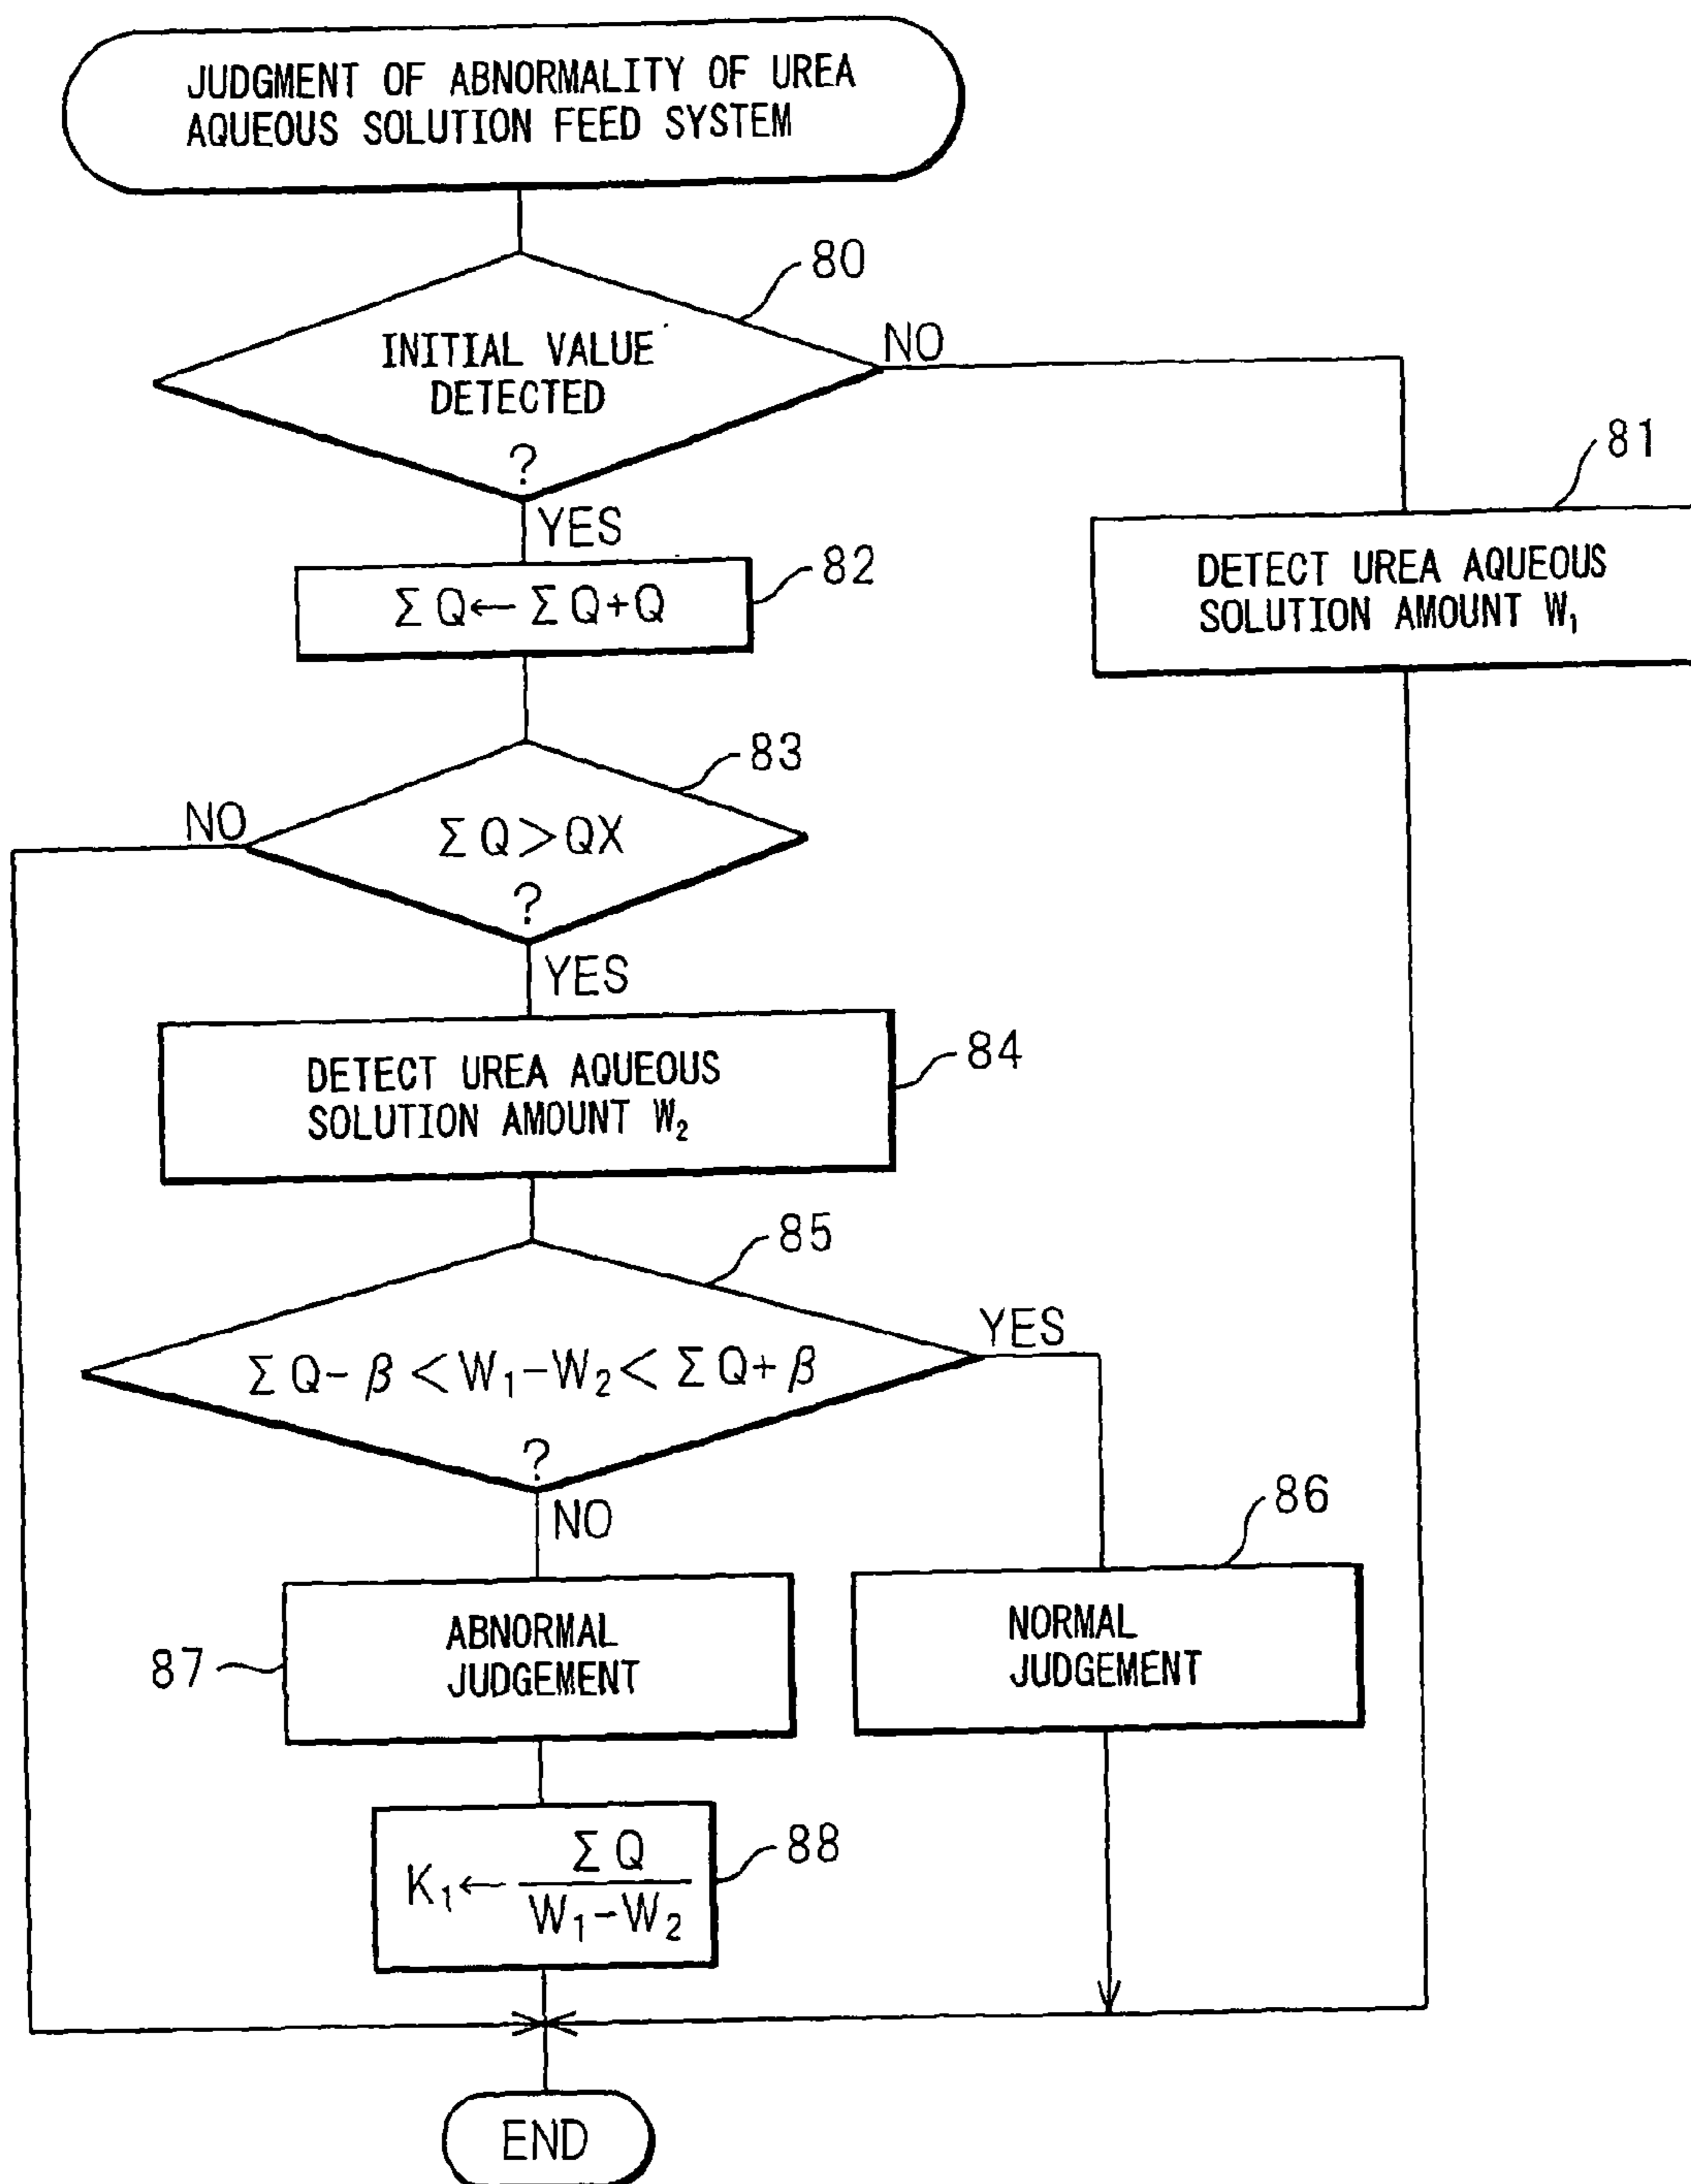 JUDGMENT OF ABNORMALITY OF UREA
AQUEOUS SOLUTION FEED SYSTEM
80
INITIAL VALUE
DETECTED
?
NO
YES
81
DETECT UREA AQUEOUS
SOLUTION AMOUNT W₁
82
Σ Q← Σ Q+Q
83
NO
Σ Q>QX
?
YES
84
DETECT UREA AQUEOUS
SOLUTION AMOUNT W₂
85
YES
Σ Q-β<W₁-W₂<Σ Q+β
?
NO
86
NORMAL
JUDGEMENT
87
ABNORMAL
JUDGEMENT
88
K₁← Σ Q / W₁-W₂
END